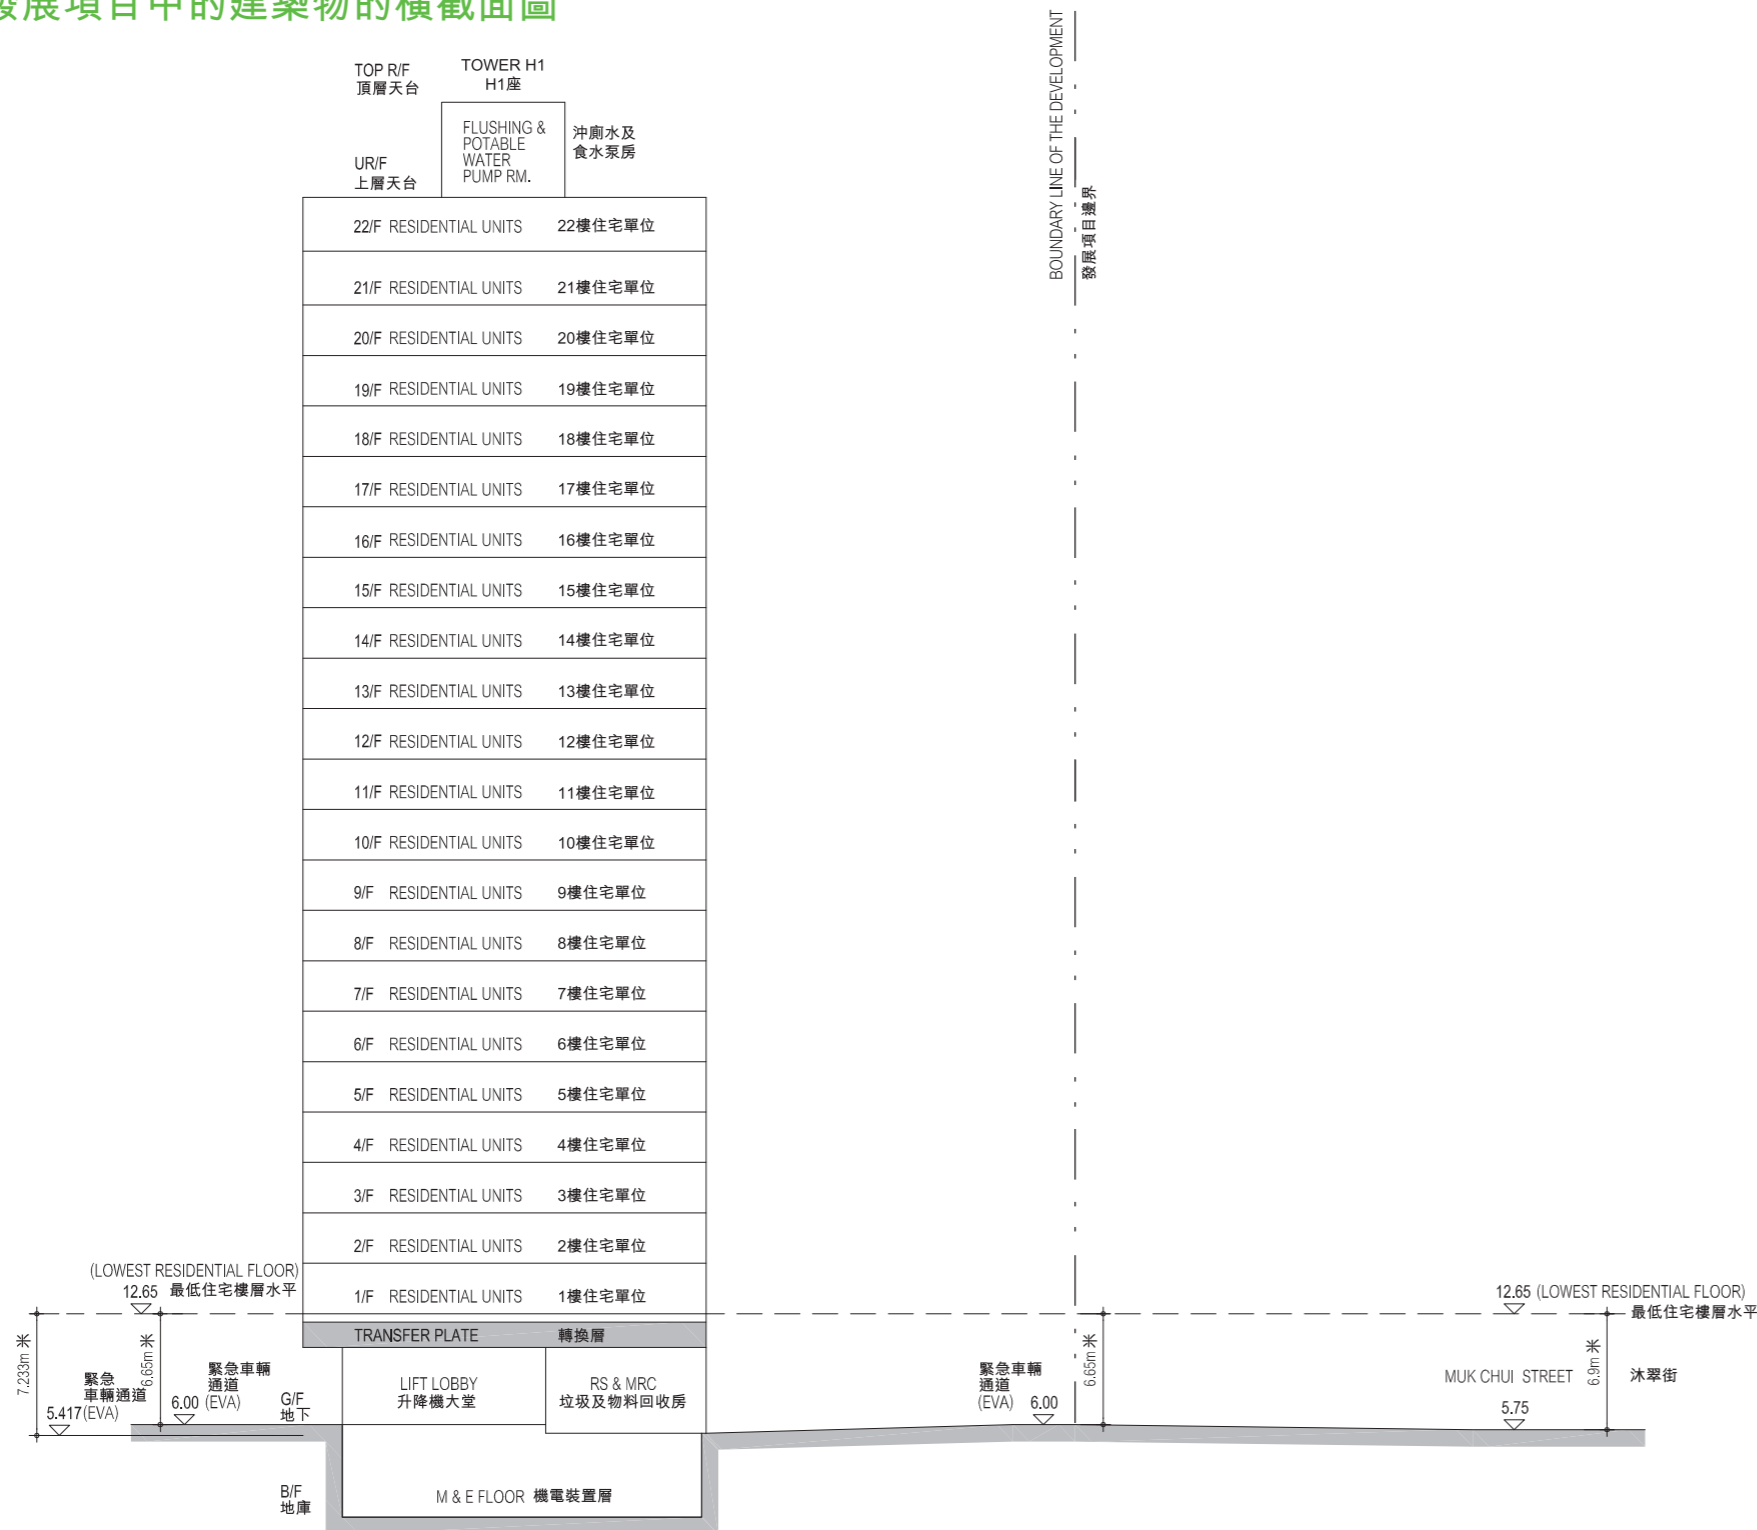 發展項目中的建築物的橫截面圖
TOP R/F
頂層天台
TOWER H1
H1座
FLUSHING &
POTABLE
WATER
PUMP RM.
沖廁水及
食水泵房
UR/F
上層天台
BOUNDARY LINE OF THE DEVELOPMENT
發展項目邊界
22/F RESIDENTIAL UNITS 22樓住宅單位
21/F RESIDENTIAL UNITS 21樓住宅單位
20/F RESIDENTIAL UNITS 20樓住宅單位
19/F RESIDENTIAL UNITS 19樓住宅單位
18/F RESIDENTIAL UNITS 18樓住宅單位
17/F RESIDENTIAL UNITS 17樓住宅單位
16/F RESIDENTIAL UNITS 16樓住宅單位
15/F RESIDENTIAL UNITS 15樓住宅單位
14/F RESIDENTIAL UNITS 14樓住宅單位
13/F RESIDENTIAL UNITS 13樓住宅單位
12/F RESIDENTIAL UNITS 12樓住宅單位
11/F RESIDENTIAL UNITS 11樓住宅單位
10/F RESIDENTIAL UNITS 10樓住宅單位
9/F RESIDENTIAL UNITS 9樓住宅單位
8/F RESIDENTIAL UNITS 8樓住宅單位
7/F RESIDENTIAL UNITS 7樓住宅單位
6/F RESIDENTIAL UNITS 6樓住宅單位
5/F RESIDENTIAL UNITS 5樓住宅單位
4/F RESIDENTIAL UNITS 4樓住宅單位
3/F RESIDENTIAL UNITS 3樓住宅單位
2/F RESIDENTIAL UNITS 2樓住宅單位
1/F RESIDENTIAL UNITS 1樓住宅單位
(LOWEST RESIDENTIAL FLOOR)
12.65 最低住宅樓層水平
12.65 (LOWEST RESIDENTIAL FLOOR)
最低住宅樓層水平
TRANSFER PLATE 轉換層
7.233m 米
緊急
車輛通道
5.417(EVA)
6.65m 米
緊急車輛
通道
6.00 (EVA)
G/F
地下
LIFT LOBBY
升降機大堂
RS & MRC
垃圾及物料回收房
緊急車輛
通道
(EVA) 6.00
6.65m 米
MUK CHUI STREET
5.75
6.9m 米
沐翠街
B/F
地庫
M & E FLOOR 機電裝置層